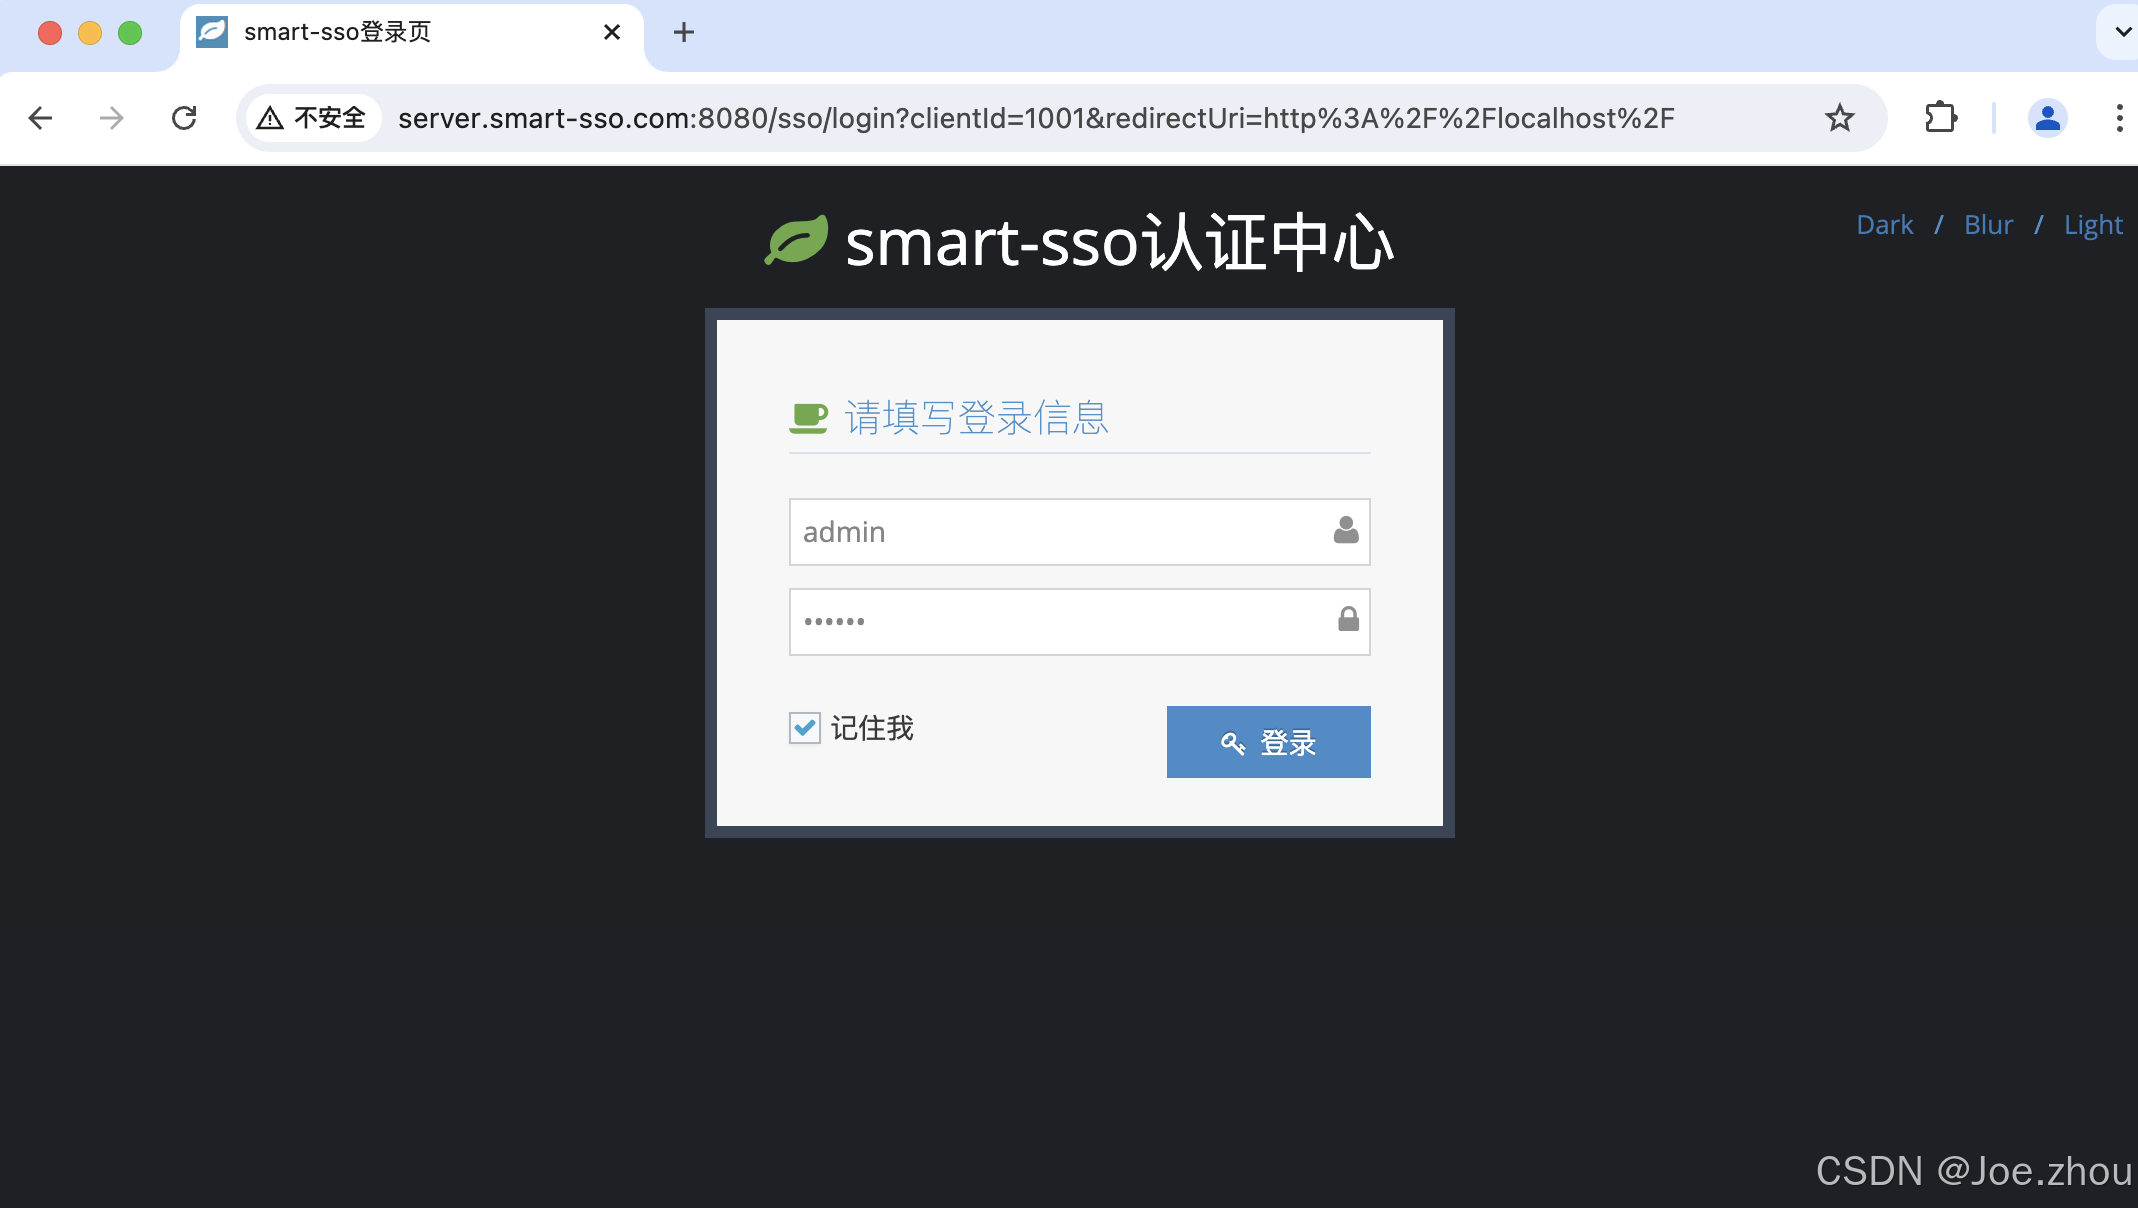 smart-sso登录页
不安全
server.smart-sso.com:8080/sso/login?clientId=1001&redirectUri=http%3A%2F%2Flocalhost%2F
Dark / Blur / Light
smart-sso认证中心
请填写登录信息
admin
••••••
记住我
登录
CSDN @Joe.zhou